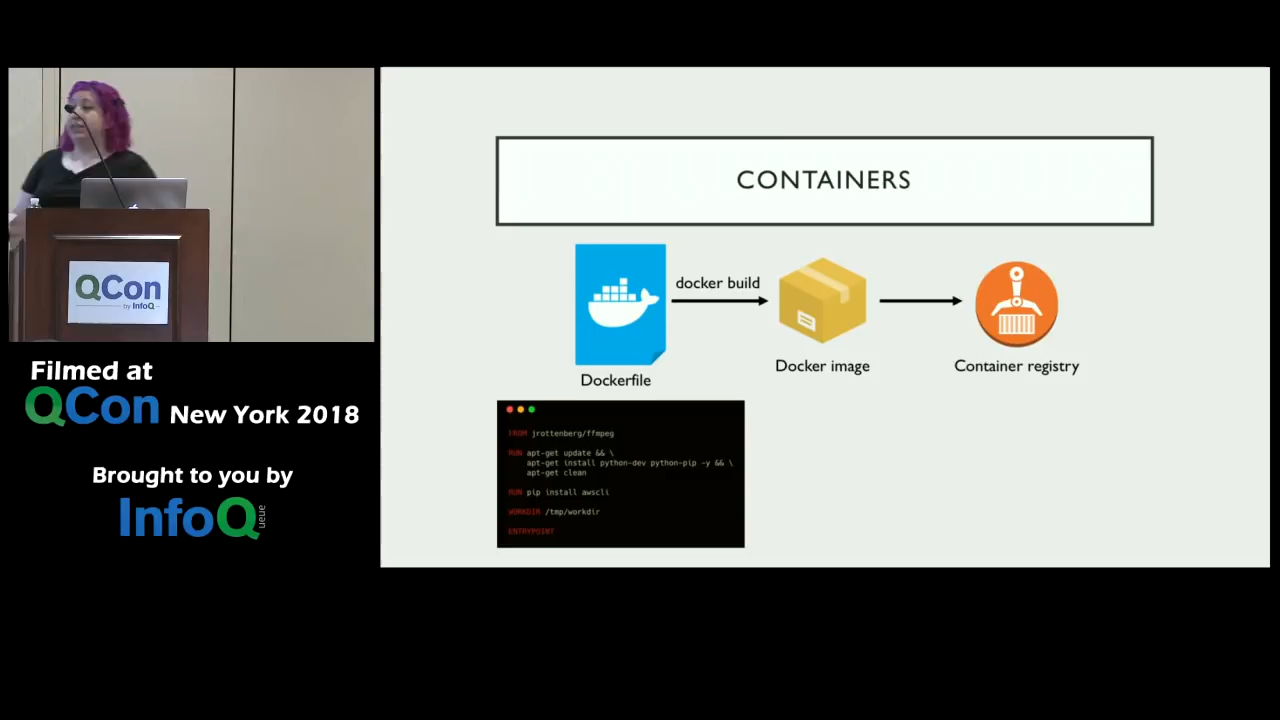 QCon
by InfoQ
Filmed at
QCon New York 2018
Brought to you by
InfoQ
ueue
CONTAINERS
docker build
Dockerfile
Docker image
Container registry
FROM jrottenberg/ffmpeg
RUN apt-get update && \
apt-get install python-dev python-pip -y && \
apt-get clean
RUN pip install awscli
WORKDIR /tmp/workdir
ENTRYPOINT